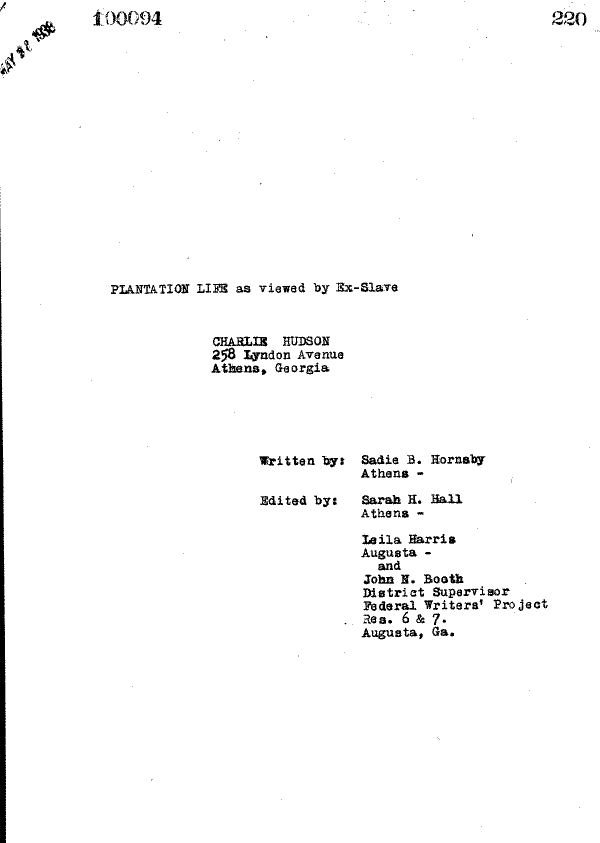 MAY 28 1938
100094
220
PLANTATION LIFE as viewed by Ex-Slave
CHARLIE HUDSON
258 Lyndon Avenue
Athens, Georgia
Written by: Sadie B. Hornsby
Athens -
Edited by: Sarah H. Hall
Athens -
Leila Harris
Augusta -
and
John N. Booth
District Supervisor
Federal Writers' Project
Res. 6 & 7.
Augusta, Ga.